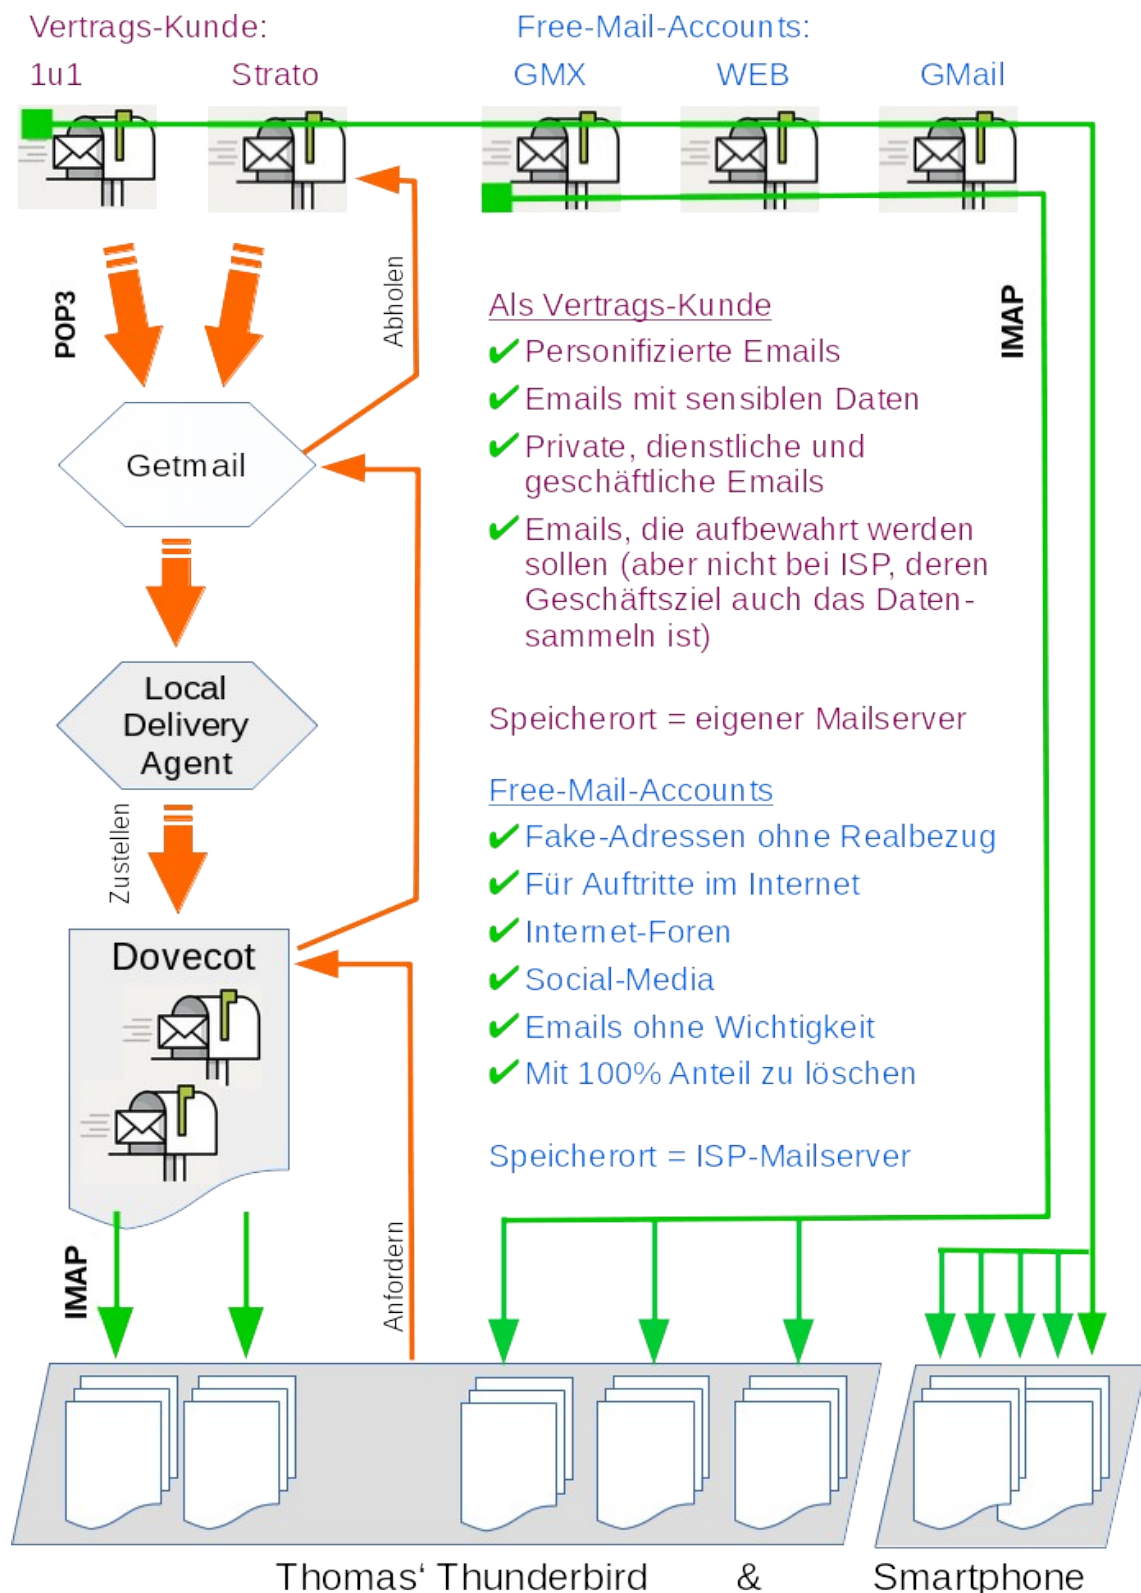 Vertrags-Kunde:
Free-Mail-Accounts:
1u1
Strato
GMX
WEB
GMail
POP3
Abholen
IMAP
Getmail
Local
Delivery
Agent
Zustellen
Dovecot
IMAP
Anfordern
Als Vertrags-Kunde
✔ Personifizierte Emails
✔ Emails mit sensiblen Daten
✔ Private, dienstliche und
geschäftliche Emails
✔ Emails, die aufbewahrt werden
sollen (aber nicht bei ISP, deren
Geschäftsziel auch das Daten-
sammeln ist)
Speicherort = eigener Mailserver
Free-Mail-Accounts
✔ Fake-Adressen ohne Realbezug
✔ Für Auftritte im Internet
✔ Internet-Foren
✔ Social-Media
✔ Emails ohne Wichtigkeit
✔ Mit 100% Anteil zu löschen
Speicherort = ISP-Mailserver
Thomas‘ Thunderbird & Smartphone